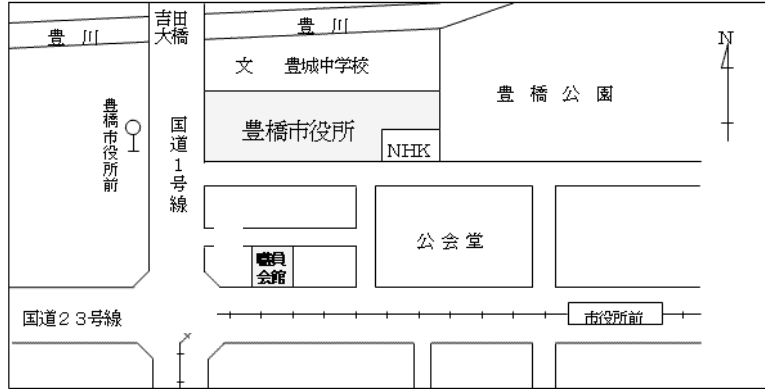 豊 川
吉田
大橋
豊 川
文 豊城中学校
豊橋公園
N
豊橋市役所前
国道1号線
豊橋市役所
NHK
公会堂
職員
会館
国道23号線
市役所前